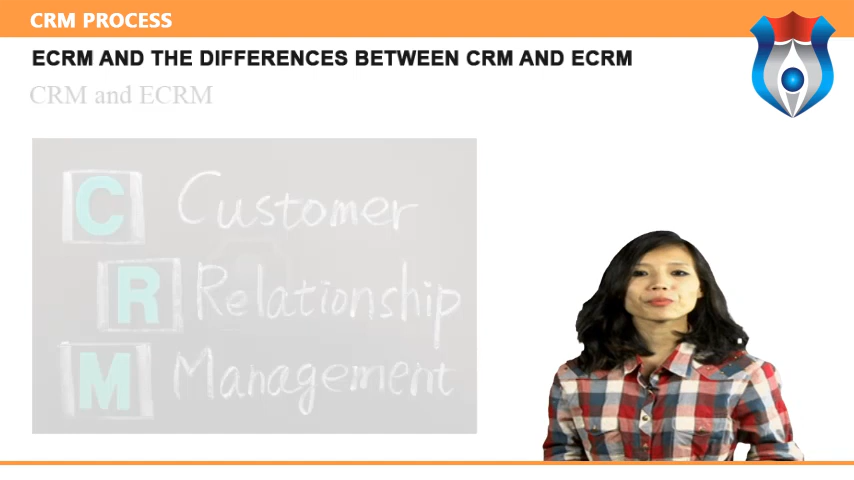 CRM PROCESS
ECRM AND THE DIFFERENCES BETWEEN CRM AND ECRM
CRM and ECRM
C Customer
R Relationship
M Management